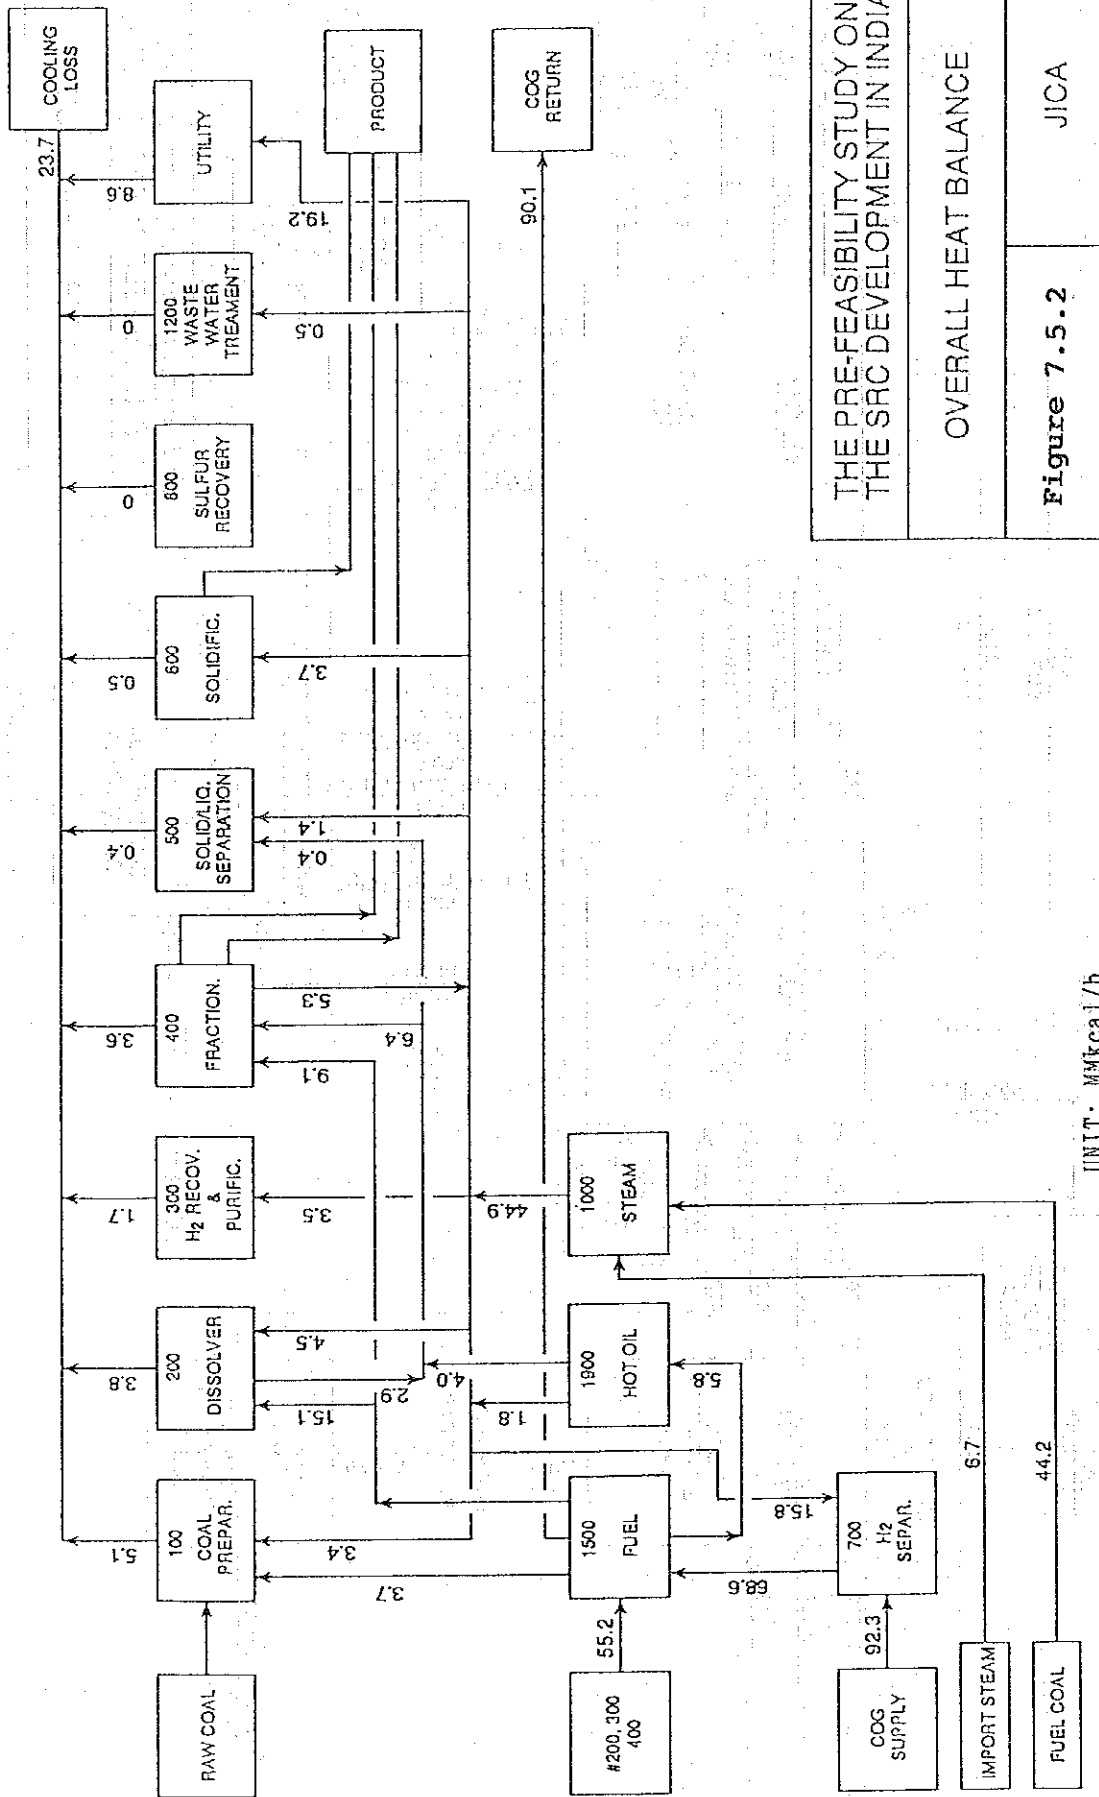 COOLING
LOSS
23.7
5.1
3.8
1.7
3.6
0.4
0.5
0
0
8.6
RAW COAL
100
COAL
PREPAR.
200
DISSOLVER
300
H2 RECOV.
&
PURIFIC.
400
FRACTION.
500
SOLID/LIQ.
SEPARATION
600
SOLIDIFIC.
800
SULFUR
RECOVERY
1200
WASTE
WATER
TREAMENT
UTILITY
PRODUCT
3.7
3.4
15.1
2.9
4.5
3.5
9.1
6.4
5.3
0.4
1.4
3.7
0.5
19.2
1.8
4.0
44.9
90.1
COG
RETURN
#200, 300
400
55.2
1500
FUEL
1900
HOT OIL
1000
STEAM
5.8
68.6
15.8
COG
SUPPLY
92.3
700
H2
SEPAR.
IMPORT STEAM
6.7
FUEL COAL
44.2
UNIT: MMkcal/h
THE PRE-FEASIBILITY STUDY ON
THE SRC DEVELOPMENT IN INDIA
OVERALL HEAT BALANCE
Figure 7.5.2
JICA